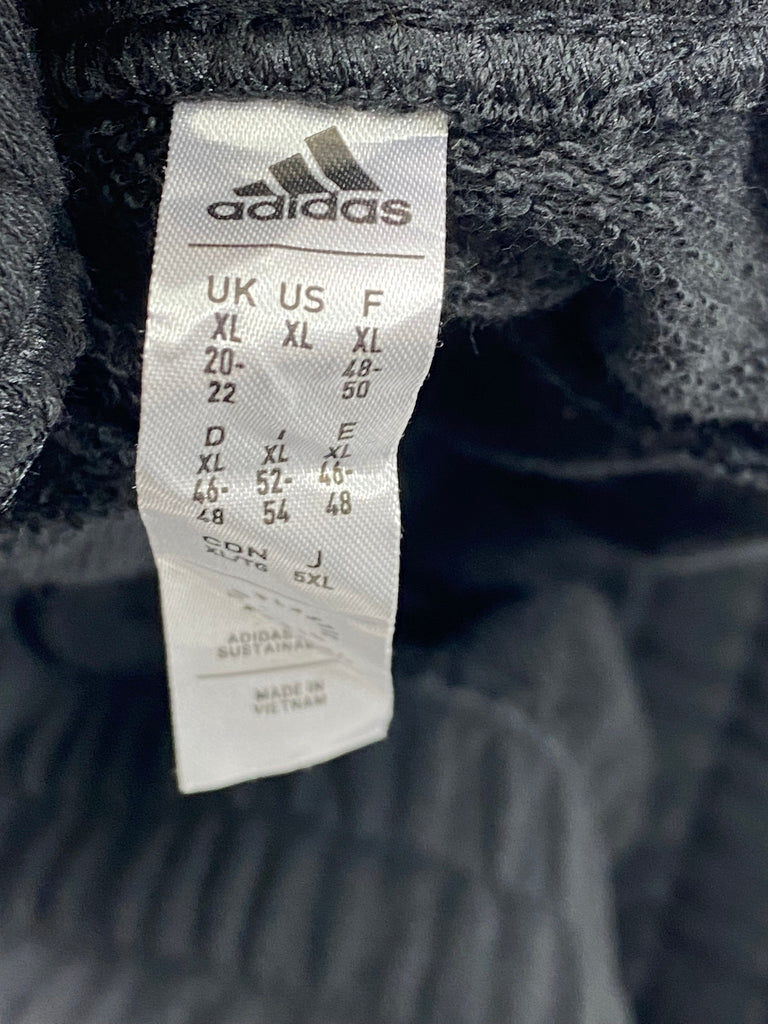 adidas
UK US F
XL XL XL
20- 48-
22 50
D I E
XL XL XL
46- 52- 46-
48 54 48
CON J
XL/TG 5XL
ADIDAS
MADE IN
VIETNAM